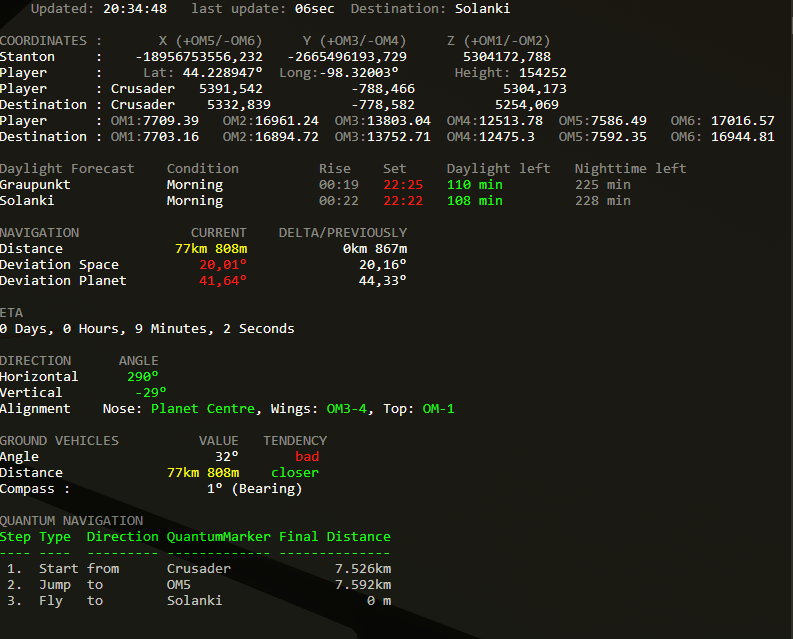 Updated: 20:34:48 last update: 06sec Destination: Solanki
COORDINATES : X (+OM5/-OM6) Y (+OM3/-OM4) Z (+OM1/-OM2)
Stanton : -18956753556,232 -2665496193,729 5304172,788
Player : Lat: 44.228947º Long:-98.32003º Height: 154252
Player : Crusader 5391,542 -788,466 5304,173
Destination : Crusader 5332,839 -778,582 5254,069
Player : OM1:7709.39 OM2:16961.24 OM3:13803.04 OM4:12513.78 OM5:7586.49 OM6: 17016.57
Destination : OM1:7703.16 OM2:16894.72 OM3:13752.71 OM4:12475.3 OM5:7592.35 OM6: 16944.81
Daylight Forecast Condition Rise Set Daylight left Nighttime left
Graupunkt Morning 00:19 22:25 110 min 225 min
Solanki Morning 00:22 22:22 108 min 228 min
NAVIGATION CURRENT DELTA/PREVIOUSLY
Distance 77km 808m 0km 867m
Deviation Space 20,01º 20,16º
Deviation Planet 41,64º 44,33º
ETA
0 Days, 0 Hours, 9 Minutes, 2 Seconds
DIRECTION ANGLE
Horizontal 290º
Vertical -29º
Alignment Nose: Planet Centre, Wings: OM3-4, Top: OM-1
GROUND VEHICLES VALUE TENDENCY
Angle 32º bad
Distance 77km 808m closer
Compass : 1º (Bearing)
QUANTUM NAVIGATION
Step Type Direction QuantumMarker Final Distance
---- ---- --------- ------------- --------------
1. Start from Crusader 7.526km
2. Jump to OM5 7.592km
3. Fly to Solanki 0 m